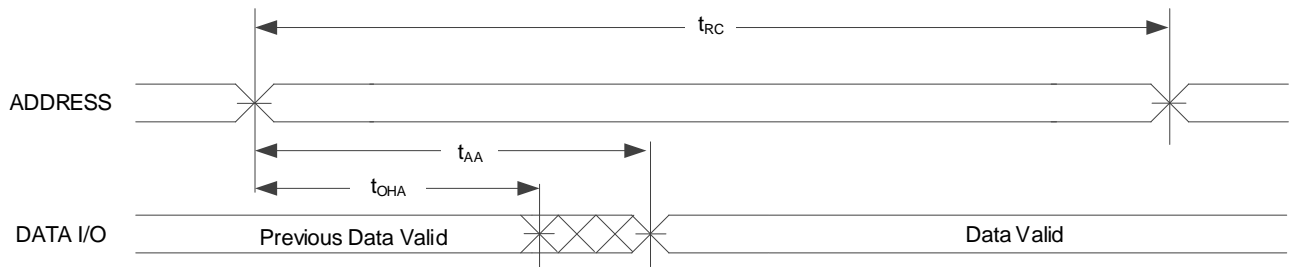 tRC
ADDRESS
tAA
tOHA
DATA I/O Previous Data Valid Data Valid